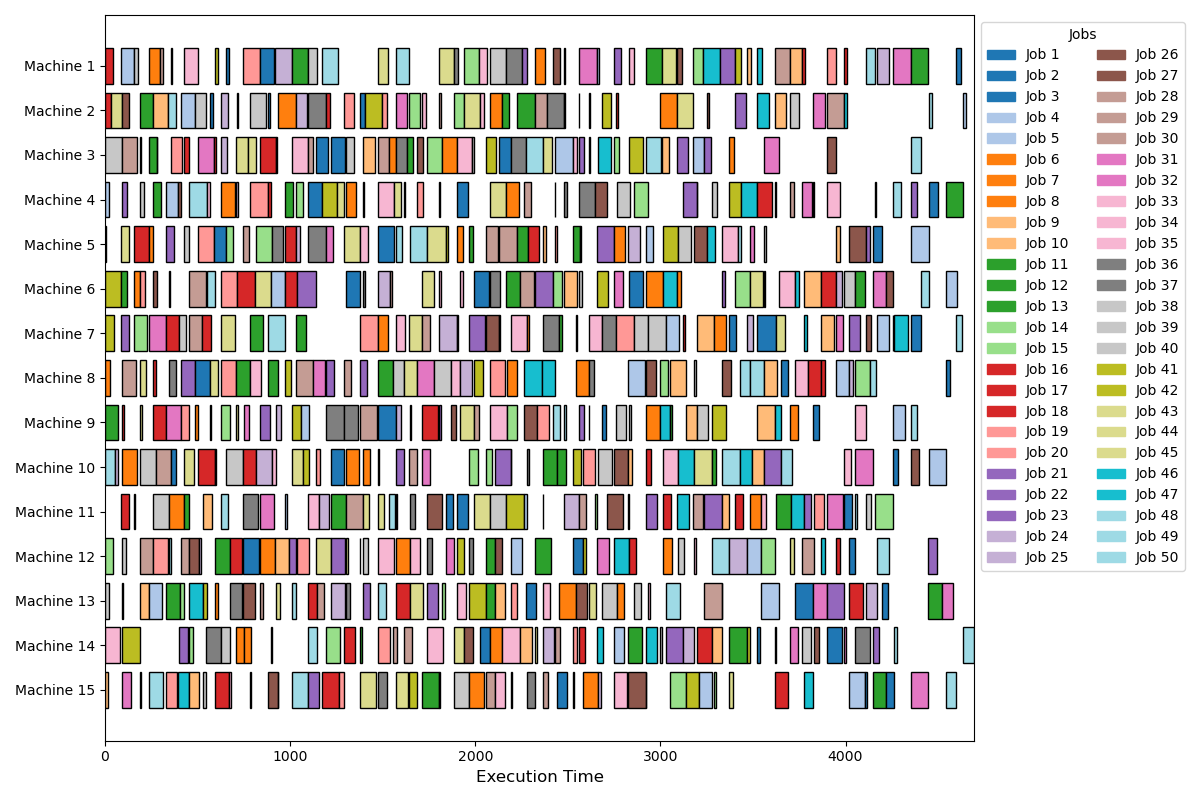 Machine 1
Machine 2
Machine 3
Machine 4
Machine 5
Machine 6
Machine 7
Machine 8
Machine 9
Machine 10
Machine 11
Machine 12
Machine 13
Machine 14
Machine 15
0 1000 2000 3000 4000
Execution Time
Jobs
Job 1
Job 2
Job 3
Job 4
Job 5
Job 6
Job 7
Job 8
Job 9
Job 10
Job 11
Job 12
Job 13
Job 14
Job 15
Job 16
Job 17
Job 18
Job 19
Job 20
Job 21
Job 22
Job 23
Job 24
Job 25
Job 26
Job 27
Job 28
Job 29
Job 30
Job 31
Job 32
Job 33
Job 34
Job 35
Job 36
Job 37
Job 38
Job 39
Job 40
Job 41
Job 42
Job 43
Job 44
Job 45
Job 46
Job 47
Job 48
Job 49
Job 50